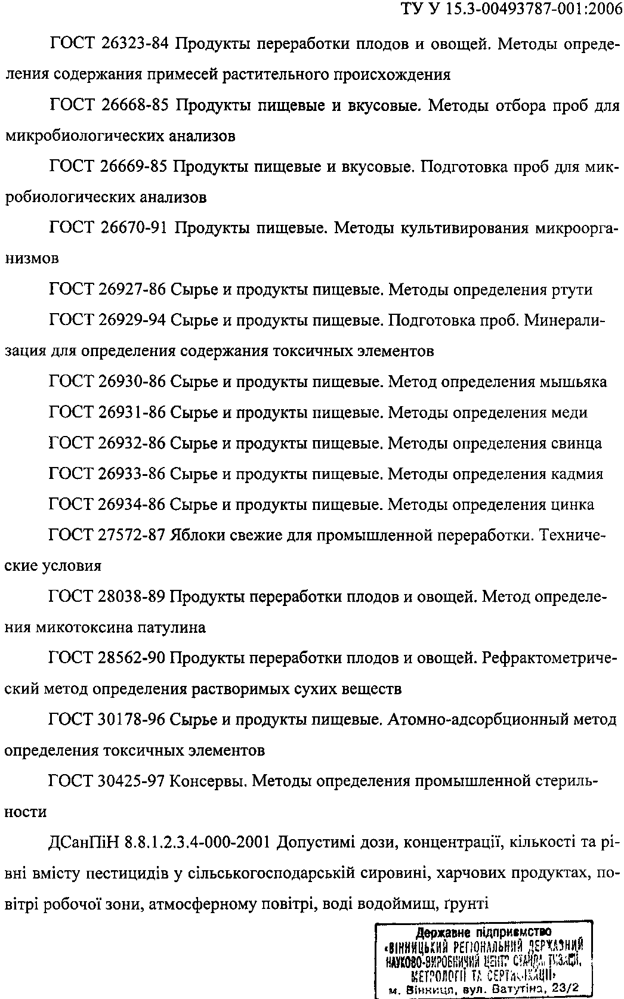 ТУ У 15.3-00493787-001:2006
ГОСТ 26323-84 Продукты переработки плодов и овощей. Методы опреде-
ления содержания примесей растительного происхождения
ГОСТ 26668-85 Продукты пищевые и вкусовые. Методы отбора проб для
микробиологических анализов
ГОСТ 26669-85 Продукты пищевые и вкусовые. Подготовка проб для мик-
робиологических анализов
ГОСТ 26670-91 Продукты пищевые. Методы культивирования микроорга-
низмов
ГОСТ 26927-86 Сырье и продукты пищевые. Методы определения ртути
ГОСТ 26929-94 Сырье и продукты пищевые. Подготовка проб. Минерали-
зация для определения содержания токсичных элементов
ГОСТ 26930-86 Сырье и продукты пищевые. Метод определения мышьяка
ГОСТ 26931-86 Сырье и продукты пищевые. Методы определения меди
ГОСТ 26932-86 Сырье и продукты пищевые. Методы определения свинца
ГОСТ 26933-86 Сырье и продукты пищевые. Методы определения кадмия
ГОСТ 26934-86 Сырье и продукты пищевые. Методы определения цинка
ГОСТ 27572-87 Яблоки свежие для промышленной переработки. Техниче-
ские условия
ГОСТ 28038-89 Продукты переработки плодов и овощей. Метод определе-
ния микотоксина патулина
ГОСТ 28562-90 Продукты переработки плодов и овощей. Рефрактометриче-
ский метод определения растворимых сухих веществ
ГОСТ 30178-96 Сырье и продукты пищевые. Атомно-адсорбционный метод
определения токсичных элементов
ГОСТ 30425-97 Консервы. Методы определения промышленной стериль-
ности
ДСанПіН 8.8.1.2.3.4-000-2001 Допустимі дози, концентрації, кількості та рі-
вні вмісту пестицидів у сільськогосподарській сировині, харчових продуктах, по-
вітрі робочої зони, атмосферному повітрі, воді водоймищ, ґрунті
Державне підприємство
«ВІННИЦЬКИЙ РЕГІОНАЛЬНИЙ ДЕРЖАВНИЙ
НАУКОВО-ВИРОБНИЧИЙ ЦЕНТР
МЕТРОЛОГІЇ ТА СЕРТИФІКАЦІЇ»
м. Вінниця, вул. Ватутіна, 23/2